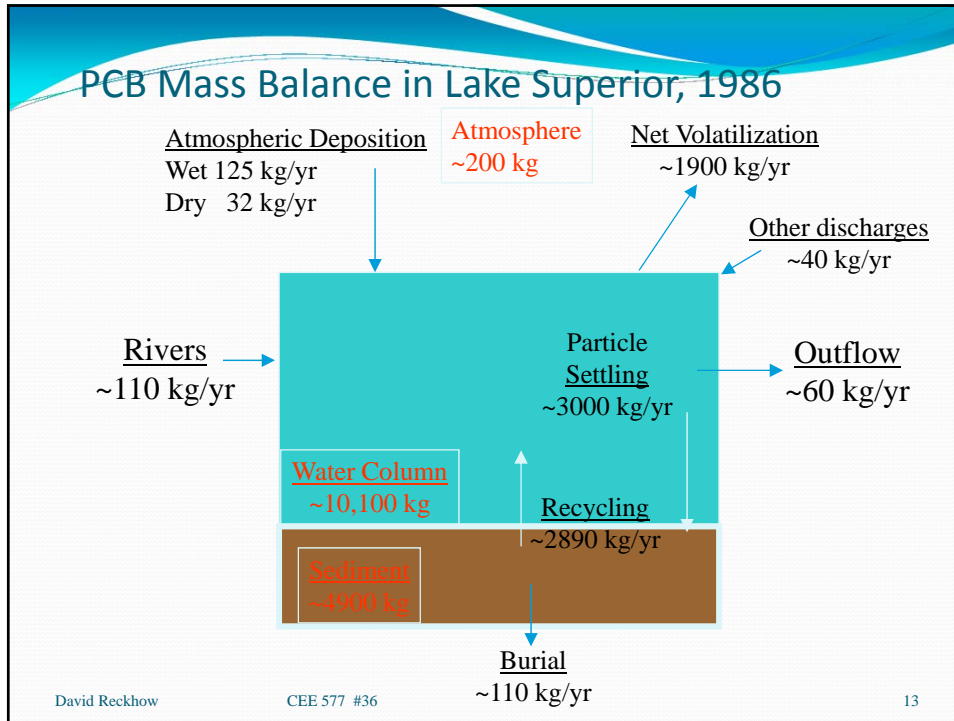 PCB Mass Balance in Lake Superior, 1986
Atmospheric Deposition
Wet 125 kg/yr
Dry 32 kg/yr
Atmosphere
~200 kg
Net Volatilization
~1900 kg/yr
Other discharges
~40 kg/yr
Rivers
~110 kg/yr
Particle
Settling
~3000 kg/yr
Outflow
~60 kg/yr
Water Column
~10,100 kg
Recycling
~2890 kg/yr
Sediment
~4900 kg
Burial
~110 kg/yr
David Reckhow
CEE 577 #36
13